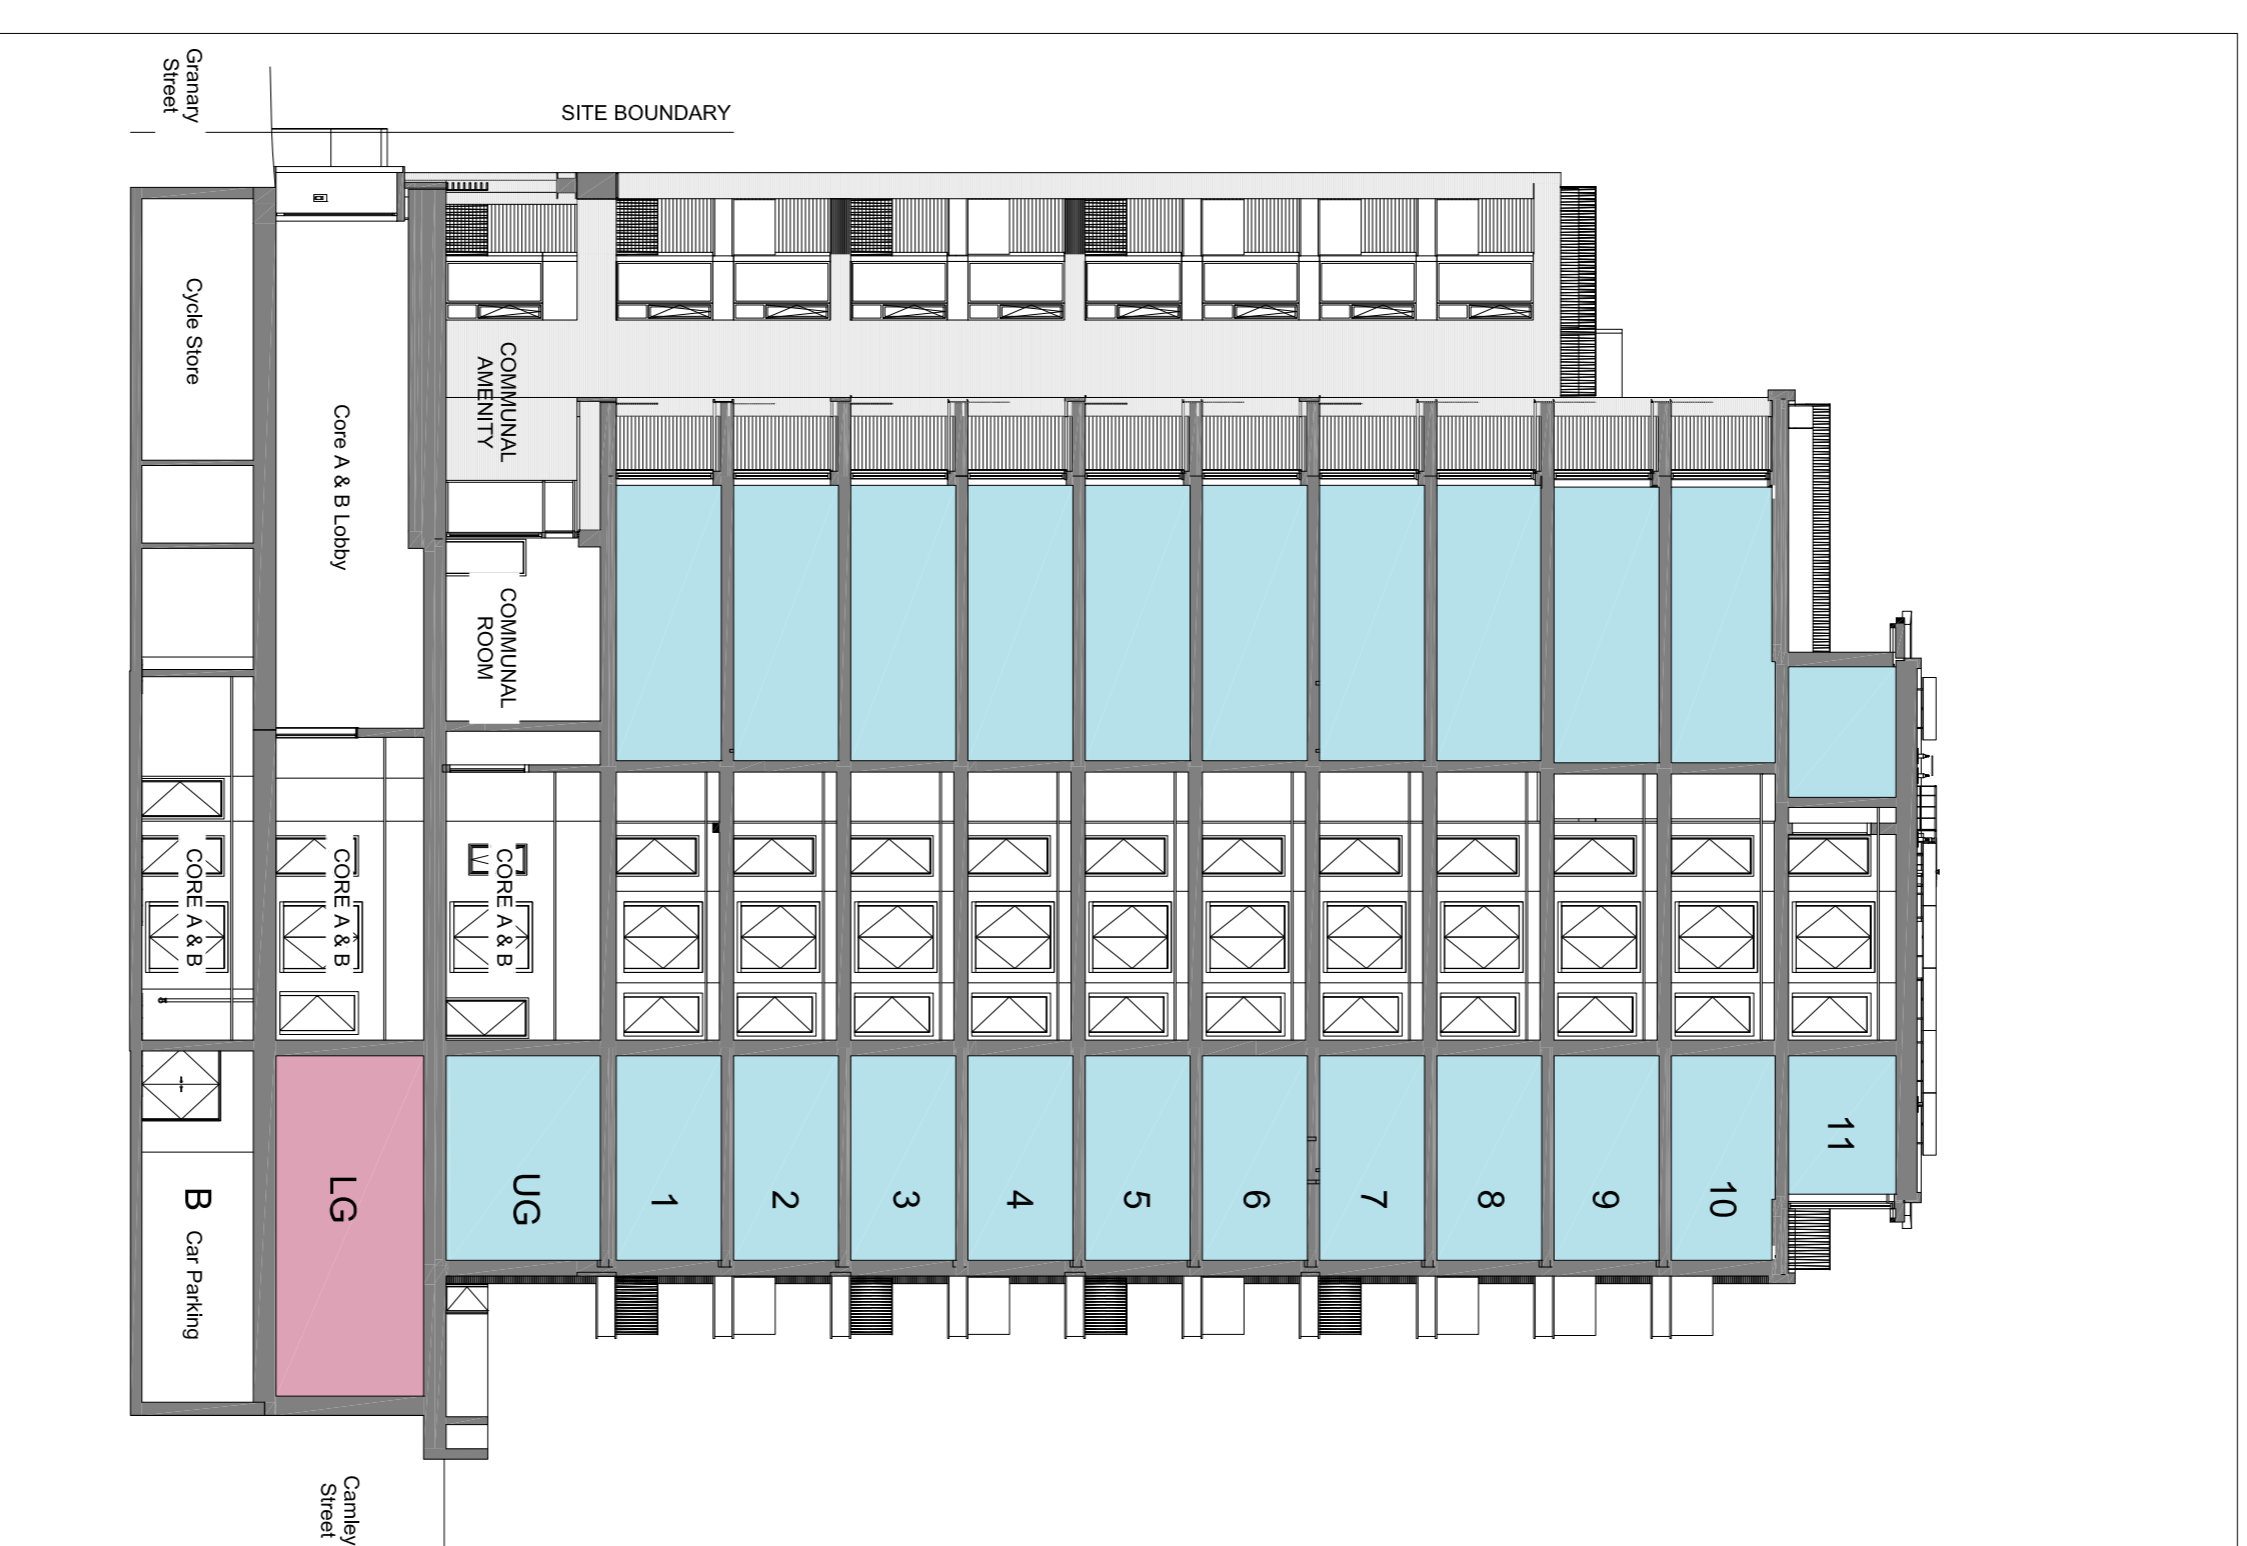 SITE BOUNDARY
Granary
Street
Cycle Store
Core A & B Lobby
COMMUNAL
AMENITY
COMMUNAL
ROOM
CORE A & B
CORE A & B
CORE A & B
B Car Parking
LG
UG
1
2
3
4
5
6
7
8
9
10
11
Camley
Street